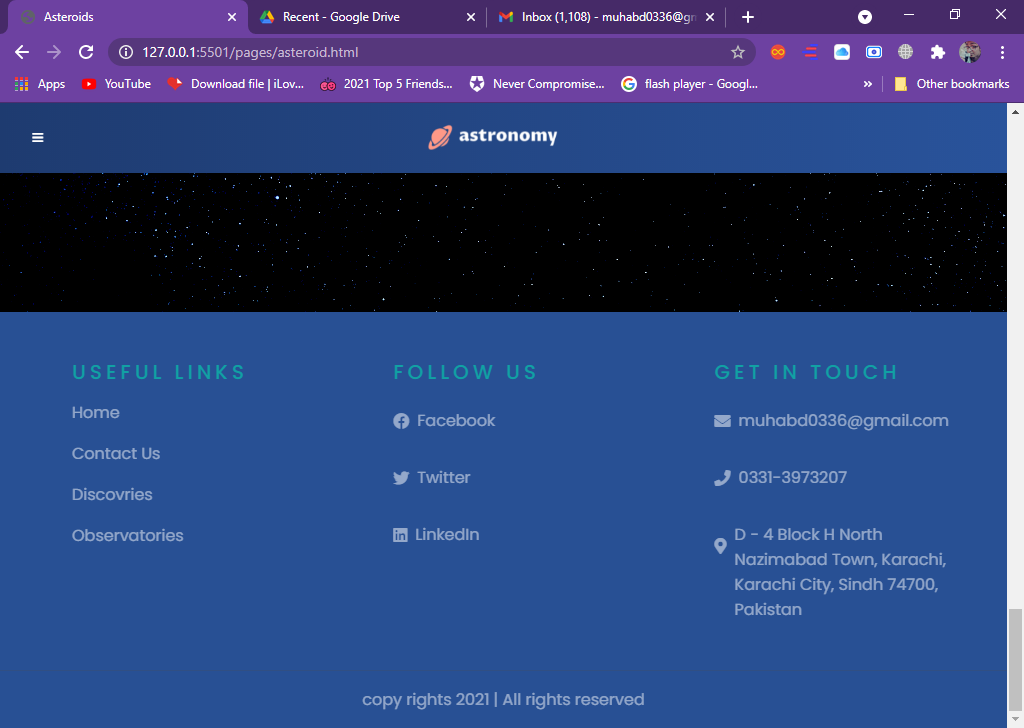 Asteroids
Recent - Google Drive
Inbox (1,108) - muhabd0336@gm
127.0.0.1:5501/pages/asteroid.html
Apps
YouTube
Download file | iLov...
2021 Top 5 Friends...
Never Compromise...
flash player - Googl...
»
Other bookmarks
astronomy
USEFUL LINKS
Home
Contact Us
Discovries
Observatories
FOLLOW US
Facebook
Twitter
LinkedIn
GET IN TOUCH
muhabd0336@gmail.com
0331-3973207
D - 4 Block H North
Nazimabad Town, Karachi,
Karachi City, Sindh 74700,
Pakistan
copy rights 2021 | All rights reserved